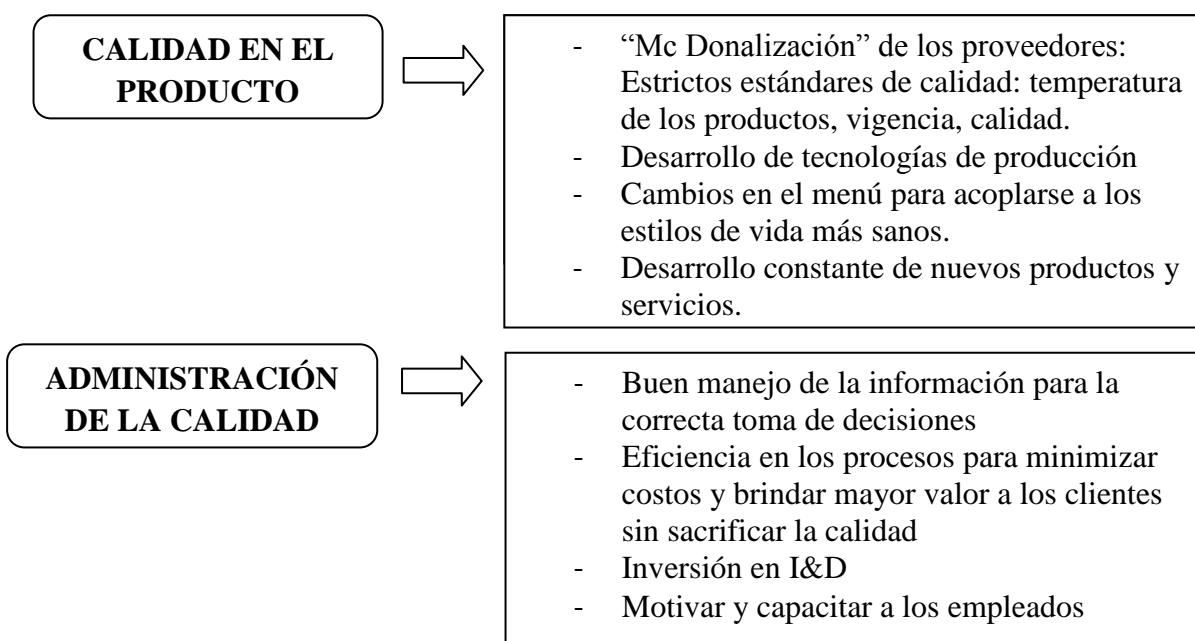 CALIDAD EN EL
PRODUCTO
- “Mc Donalización” de los proveedores:
Estrictos estándares de calidad: temperatura
de los productos, vigencia, calidad.
- Desarrollo de tecnologías de producción
- Cambios en el menú para acoplarse a los
estilos de vida más sanos.
- Desarrollo constante de nuevos productos y
servicios.
ADMINISTRACIÓN
DE LA CALIDAD
- Buen manejo de la información para la
correcta toma de decisiones
- Eficiencia en los procesos para minimizar
costos y brindar mayor valor a los clientes
sin sacrificar la calidad
- Inversión en I&D
- Motivar y capacitar a los empleados